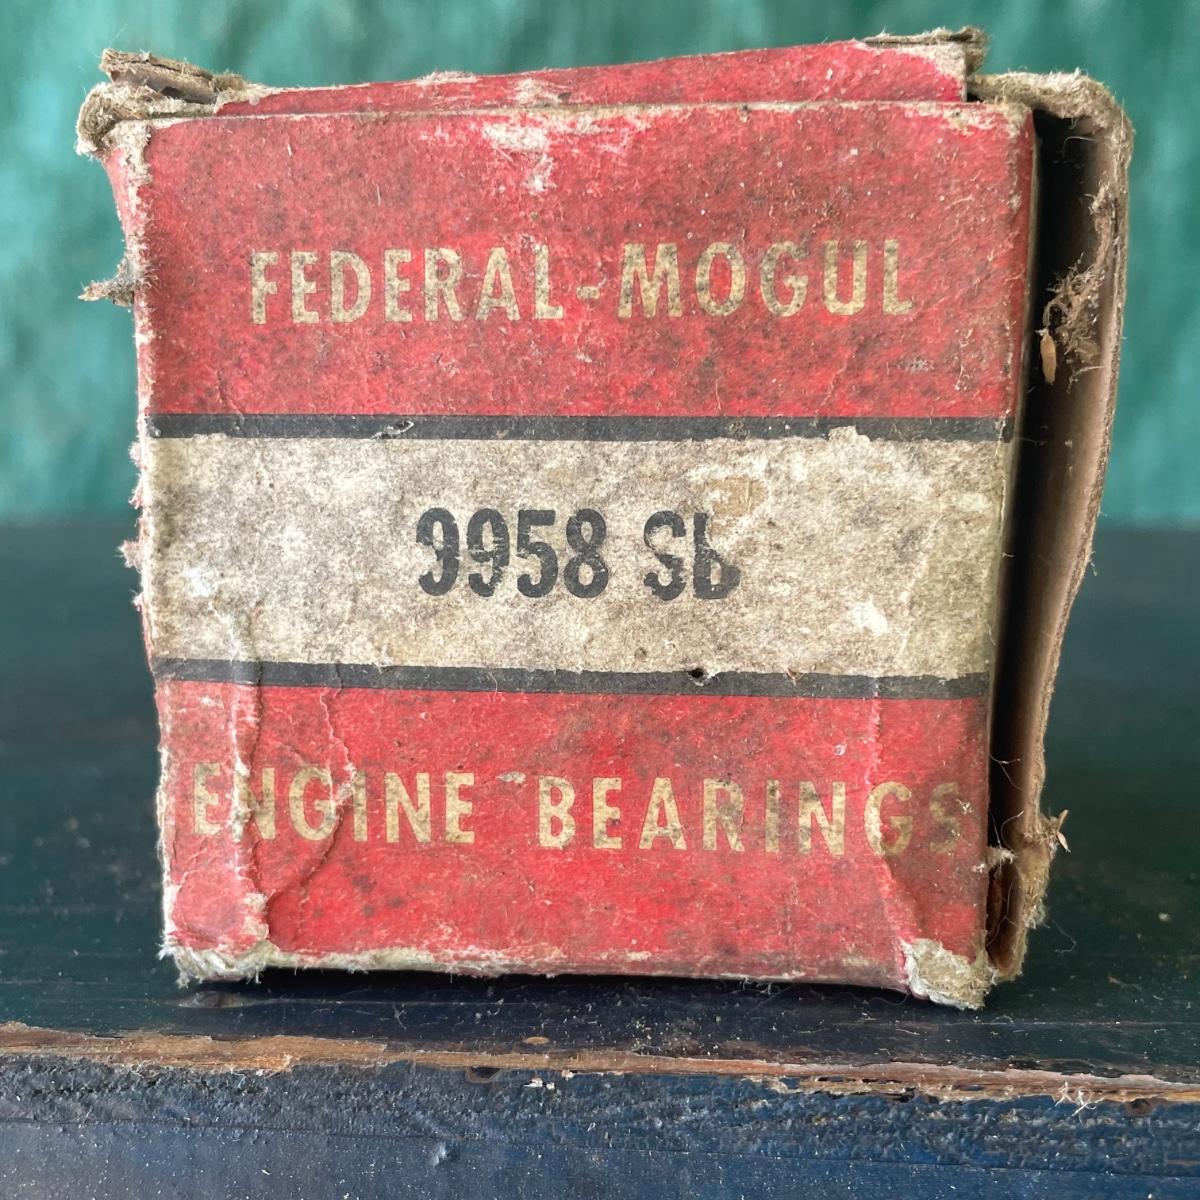 FEDERAL-MOGUL
9958 SB
ENGINE BEARINGS